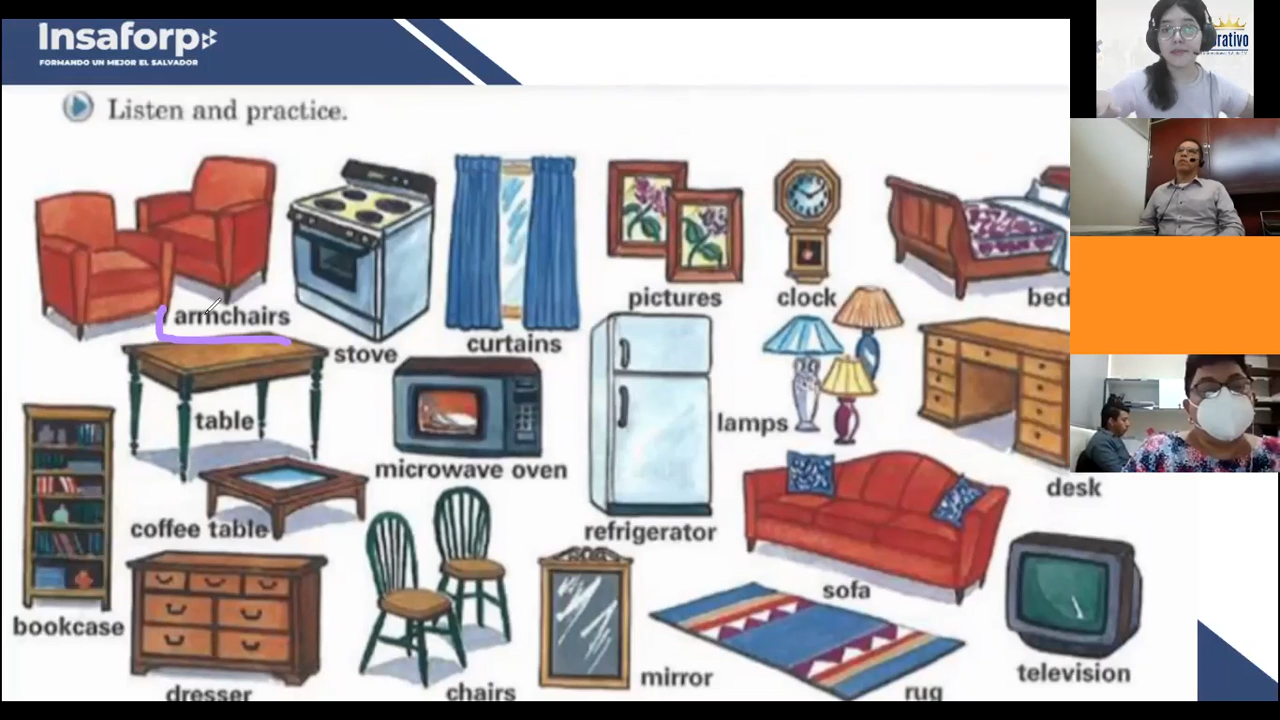 Insaforp
FORMANDO UN MEJOR EL SALVADOR
rativo
Listen and practice.
armchairs
stove
curtains
pictures
clock
bed
table
microwave oven
refrigerator
lamps
desk
coffee table
bookcase
dresser
chairs
mirror
sofa
rug
television